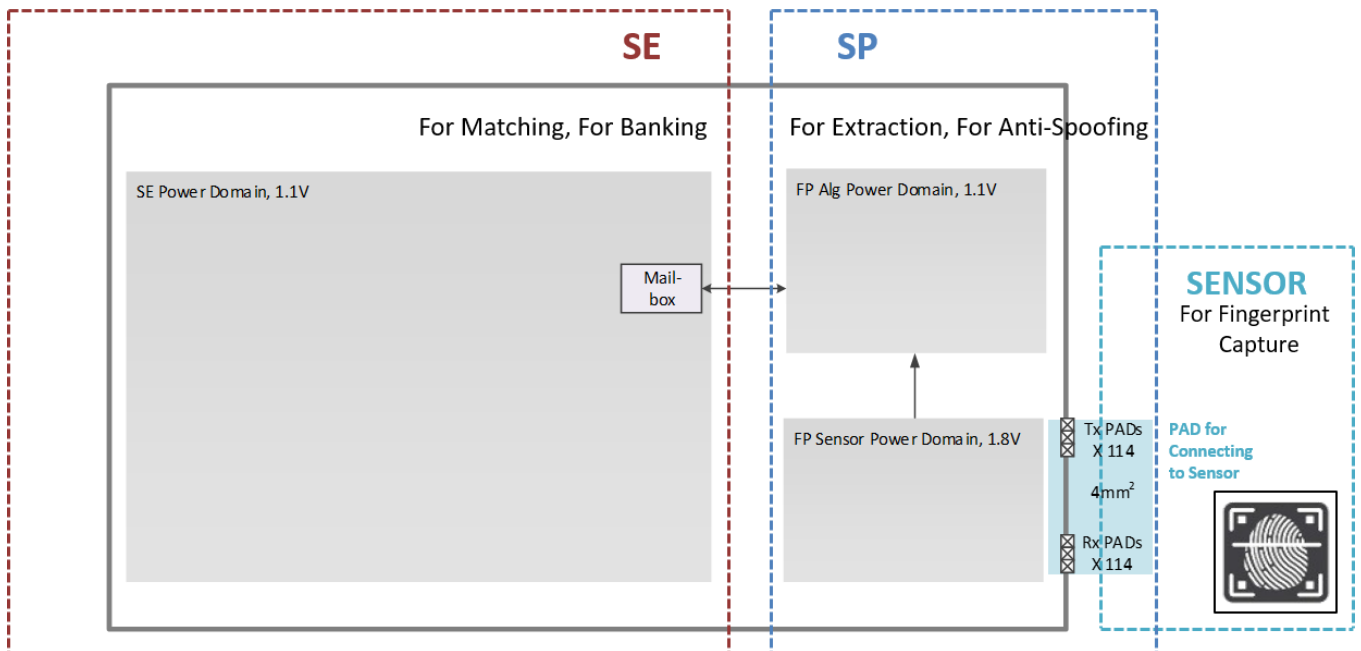 SE
SP
For Matching, For Banking
For Extraction, For Anti-Spoofing
SE Power Domain, 1.1V
FP Alg Power Domain, 1.1V
Mail-
box
SENSOR
For Fingerprint
Capture
FP Sensor Power Domain, 1.8V
Tx PADs
X 114
4mm²
Rx PADs
X 114
PAD for
Connecting
to Sensor